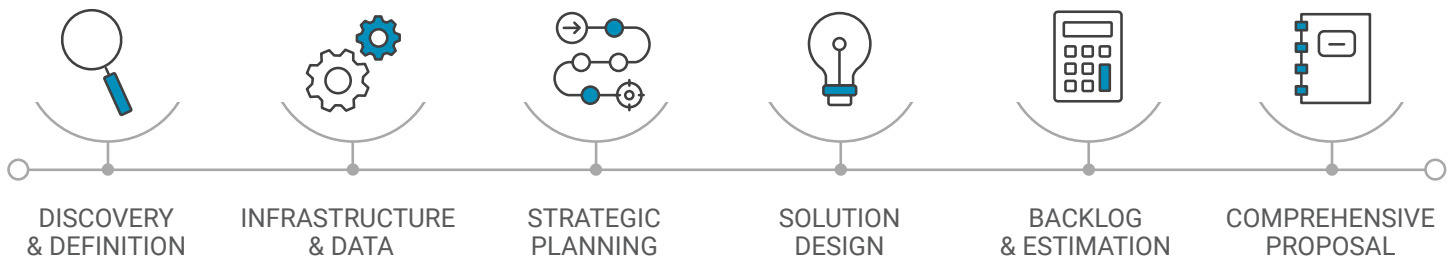 DISCOVERY
& DEFINITION
INFRASTRUCTURE
& DATA
STRATEGIC
PLANNING
SOLUTION
DESIGN
BACKLOG
& ESTIMATION
COMPREHENSIVE
PROPOSAL